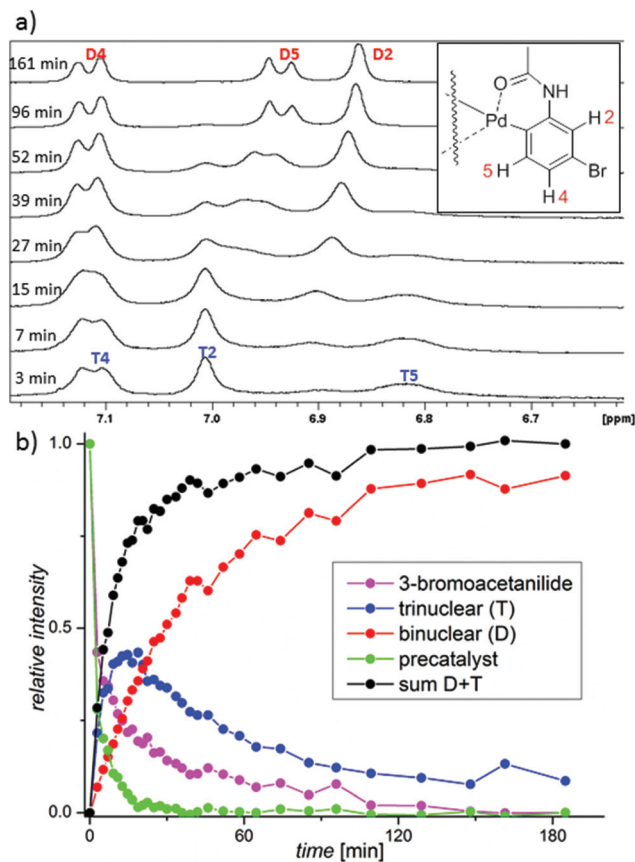 a)
D4 D5 D2
161 min
96 min
52 min
39 min
27 min
15 min
7 min
3 min
T4 T2 T5
O
NH
Pd
H 2
5 H
Br
H 4
7.1 7.0 6.9 6.8 6.7 [ppm]
b)
1.0
0.5
0.0
relative intensity
3-bromoacetanilide
trinuclear (T)
binuclear (D)
precatalyst
sum D+T
0 60 120 180
time [min]